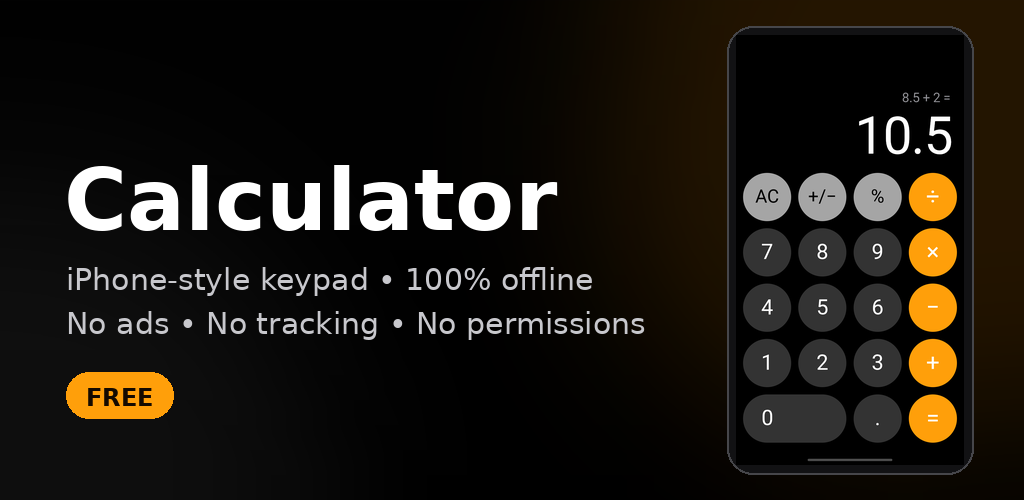 Calculator
iPhone-style keypad • 100% offline
No ads • No tracking • No permissions
FREE
8.5 + 2 =
10.5
AC +/− % ÷
7 8 9 ×
4 5 6 −
1 2 3 +
0 . =